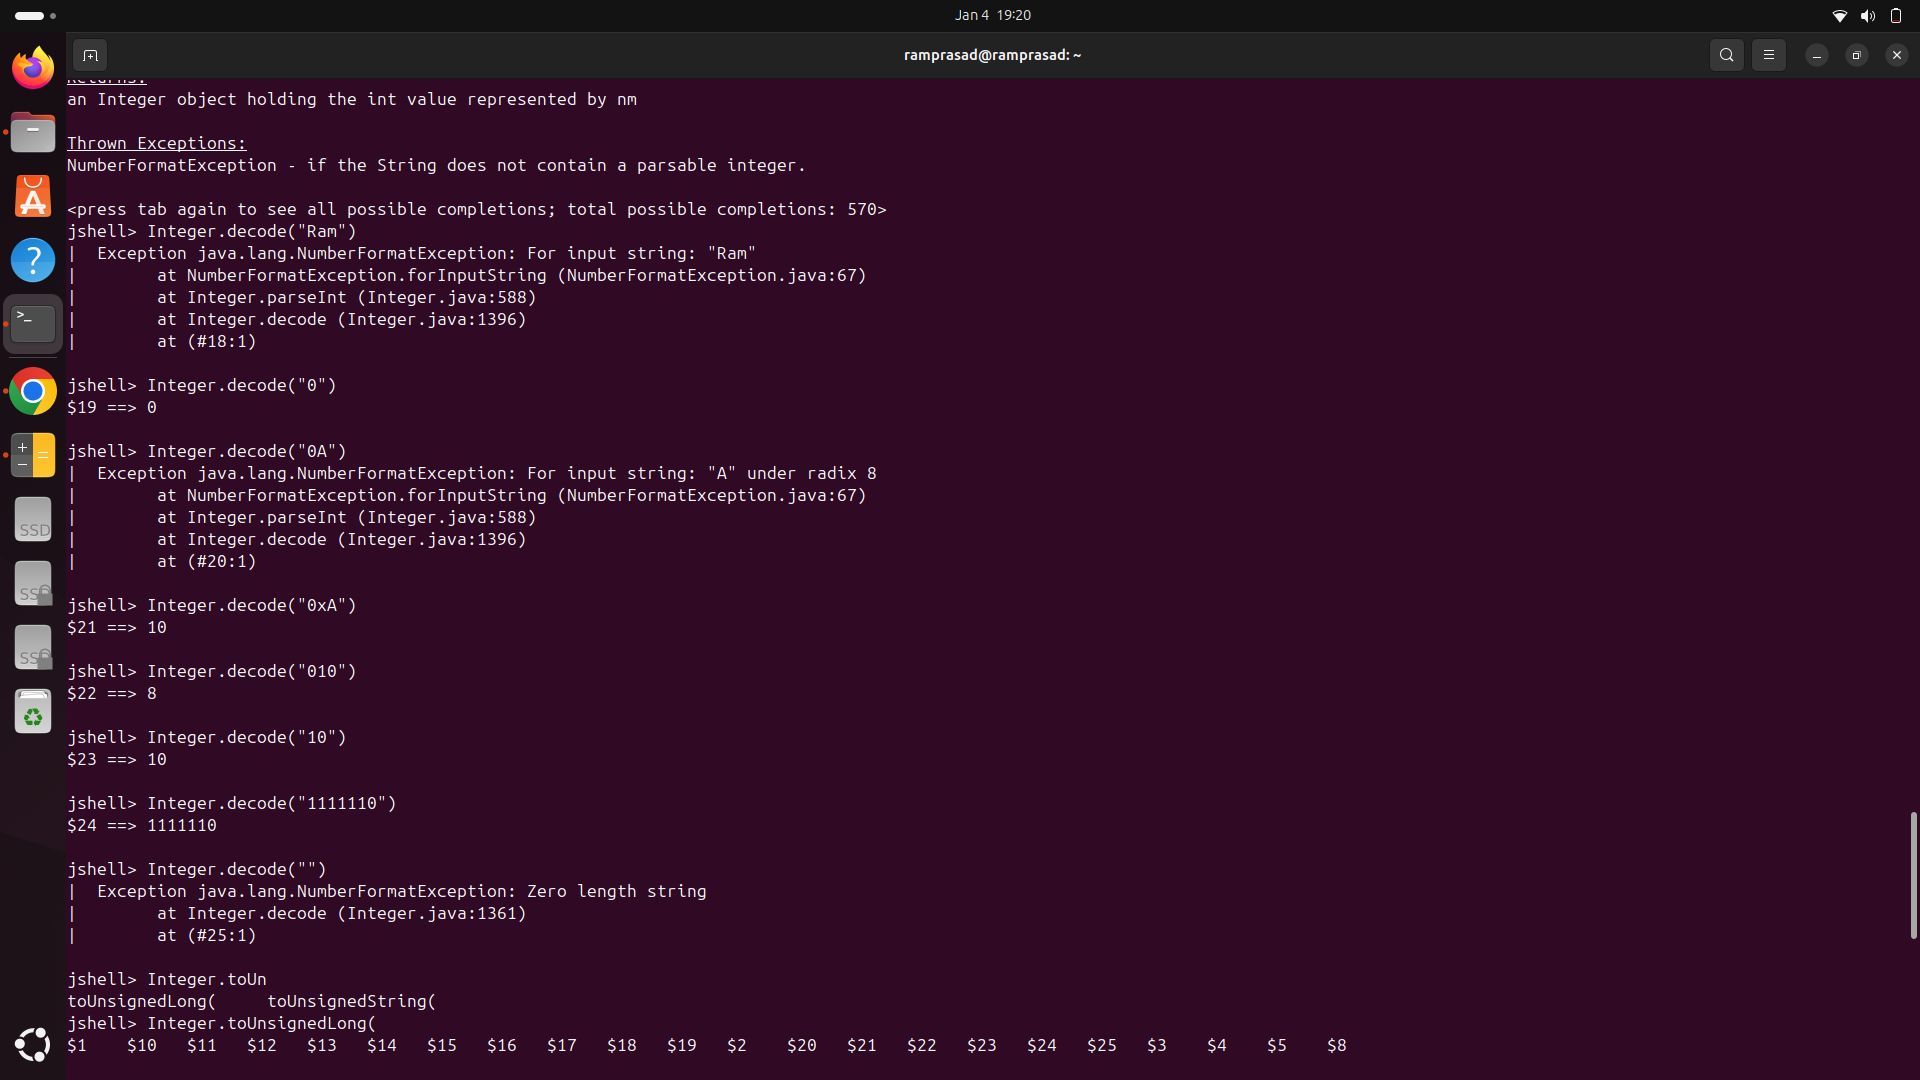 Jan 4  19:20
ramprasad@ramprasad: ~
Returns:
an Integer object holding the int value represented by nm
Thrown Exceptions:
NumberFormatException - if the String does not contain a parsable integer.
<press tab again to see all possible completions; total possible completions: 570>
jshell> Integer.decode("Ram")
|  Exception java.lang.NumberFormatException: For input string: "Ram"
|        at NumberFormatException.forInputString (NumberFormatException.java:67)
|        at Integer.parseInt (Integer.java:588)
|        at Integer.decode (Integer.java:1396)
|        at (#18:1)
jshell> Integer.decode("0")
$19 ==> 0
jshell> Integer.decode("0A")
|  Exception java.lang.NumberFormatException: For input string: "A" under radix 8
|        at NumberFormatException.forInputString (NumberFormatException.java:67)
|        at Integer.parseInt (Integer.java:588)
|        at Integer.decode (Integer.java:1396)
|        at (#20:1)
jshell> Integer.decode("0xA")
$21 ==> 10
jshell> Integer.decode("010")
$22 ==> 8
jshell> Integer.decode("10")
$23 ==> 10
jshell> Integer.decode("1111110")
$24 ==> 1111110
jshell> Integer.decode("")
|  Exception java.lang.NumberFormatException: Zero length string
|        at Integer.decode (Integer.java:1361)
|        at (#25:1)
jshell> Integer.toUn
toUnsignedLong(     toUnsignedString(
jshell> Integer.toUnsignedLong(
$1    $10   $11   $12   $13   $14   $15   $16   $17   $18   $19   $2    $20   $21   $22   $23   $24   $25   $3    $4    $5    $8
SSD
SSD
SSD